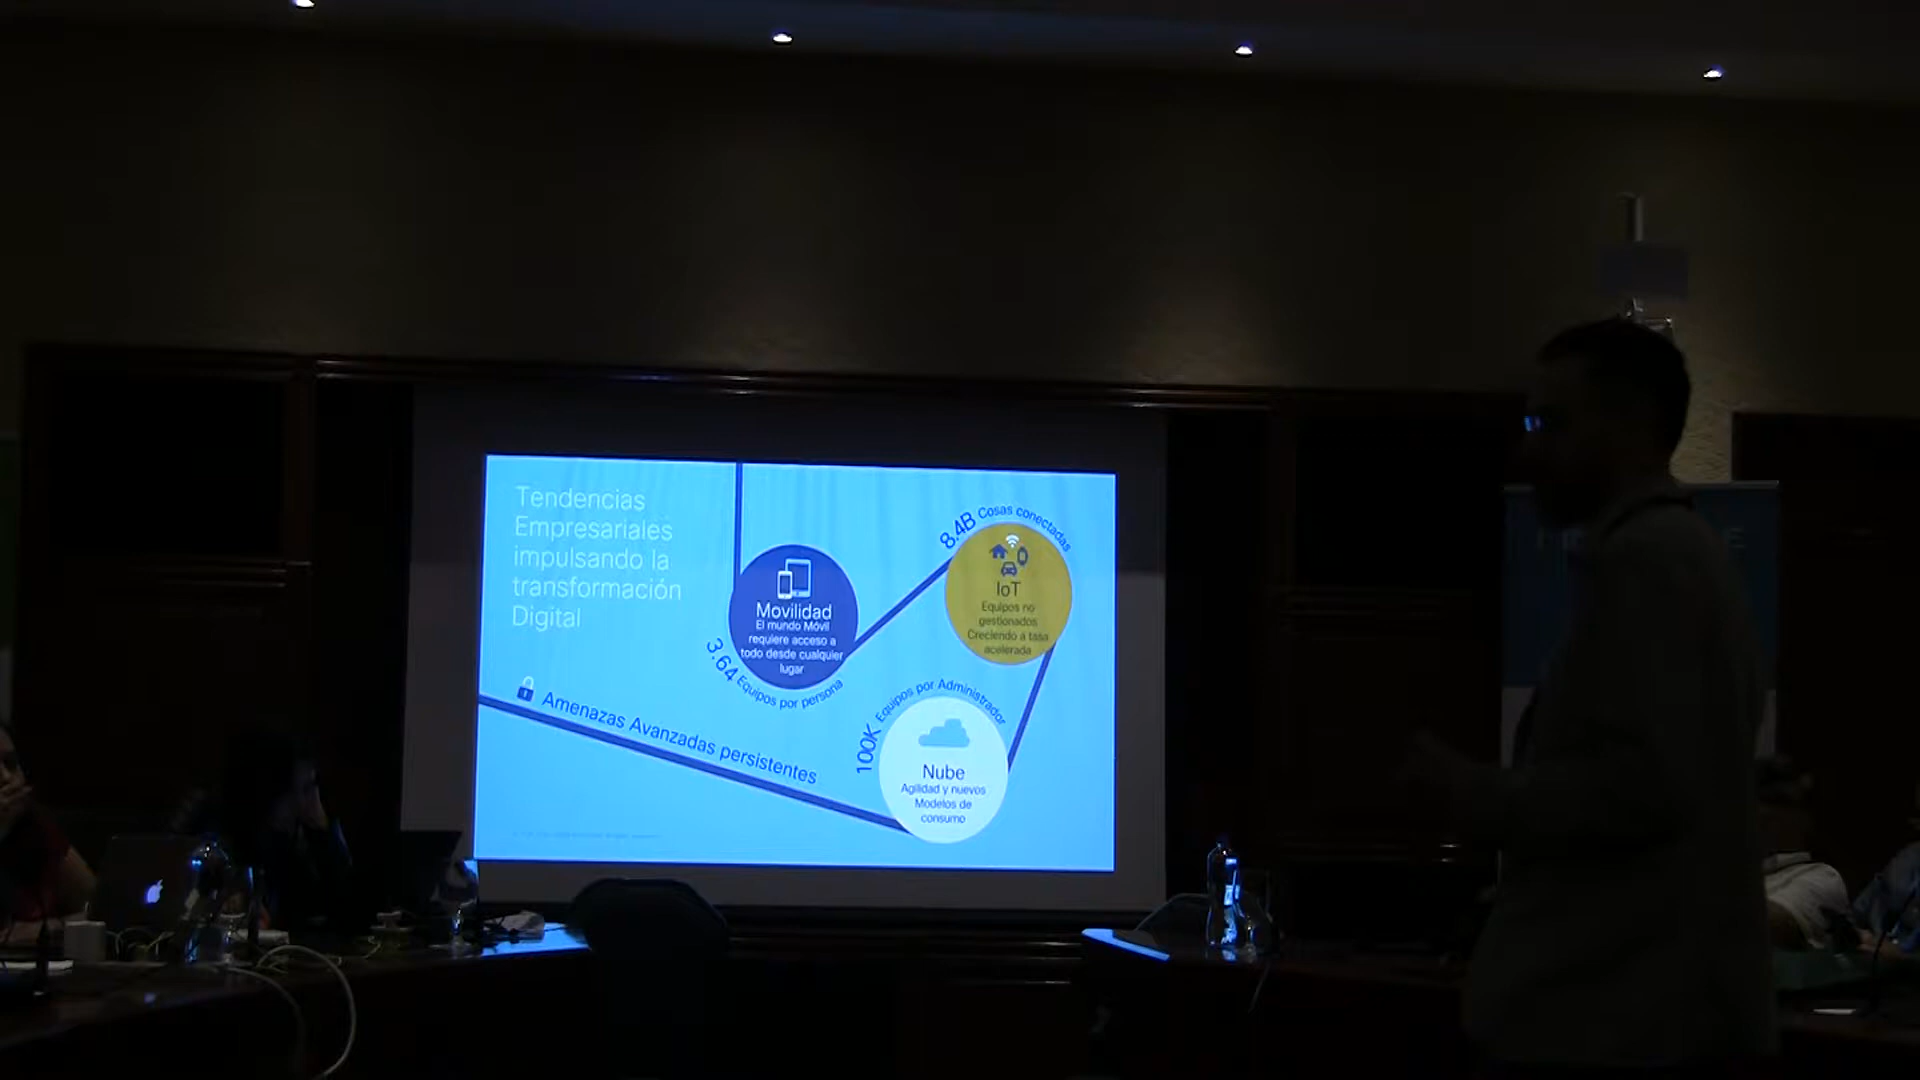 Tendencias
Empresariales
impulsando la
transformación
Digital
Movilidad
El mundo Móvil
requiere acceso a
todo desde cualquier
lugar
3.64 Equipos por persona
8.4B Cosas conectadas
IoT
Equipos no
gestionados
Creciendo a tasa
acelerada
100K Equipos por Administrador
Nube
Agilidad y nuevos
Modelos de
consumo
Amenazas Avanzadas persistentes